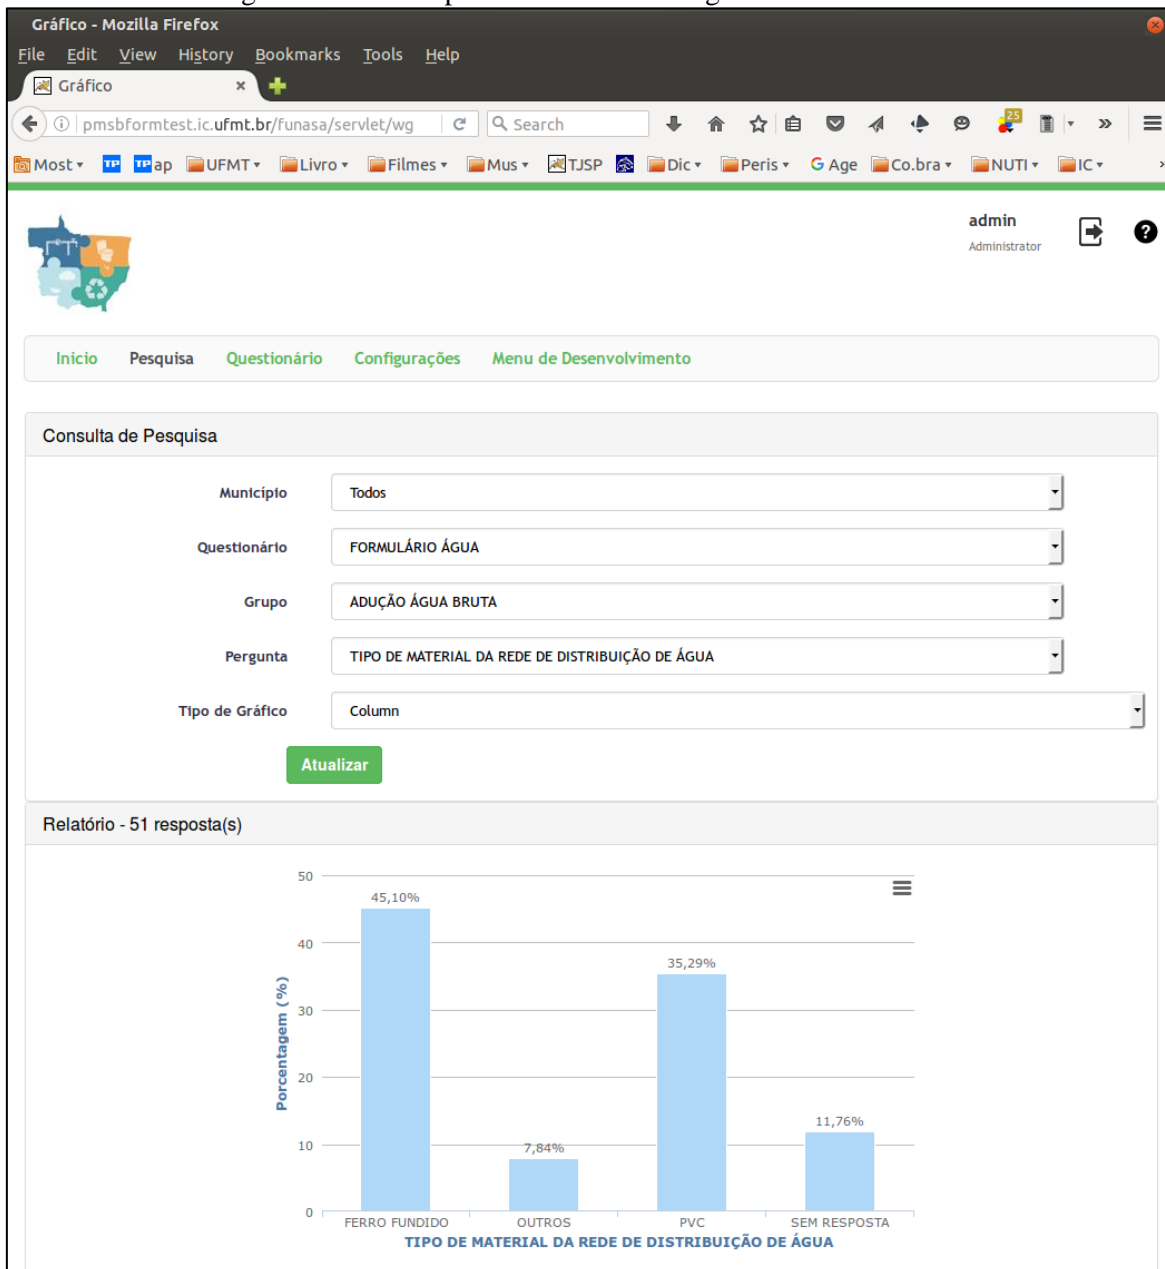 Gráfico - Mozilla Firefox
File Edit View History Bookmarks Tools Help
Gráfico
pmsbformtest.ic.ufmt.br/funasa/servlet/wg Search 25
Most TP TP ap UFMT Livro Filmes Mus TJSP Dic Peris G Age Co.bra NUTI IC
admin
Administrator
Inicio Pesquisa Questionário Configurações Menu de Desenvolvimento
Consulta de Pesquisa
Município Todos
Questionário FORMULÁRIO ÁGUA
Grupo ADUÇÃO ÁGUA BRUTA
Pergunta TIPO DE MATERIAL DA REDE DE DISTRIBUIÇÃO DE ÁGUA
Tipo de Gráfico Column
Atualizar
Relatório - 51 resposta(s)
50
45,10%
40
35,29%
30
Porcentagem (%)
20
11,76%
10
7,84%
0
FERRO FUNDIDO OUTROS PVC SEM RESPOSTA
TIPO DE MATERIAL DA REDE DE DISTRIBUIÇÃO DE ÁGUA